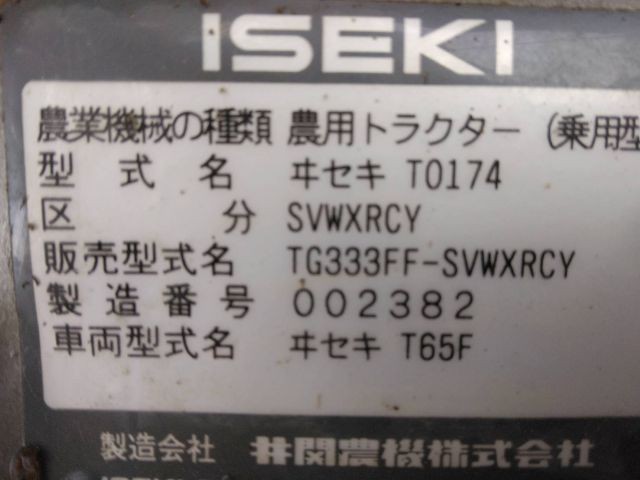 ISEKI
農業機械の種類 農用トラクター (乗用型
型式名 ヰセキ T0174
区分 SVWXRCY
販売型式名 TG333FF-SVWXRCY
製造番号 002382
車両型式名 ヰセキ T65F
製造会社 井関農機株式会社